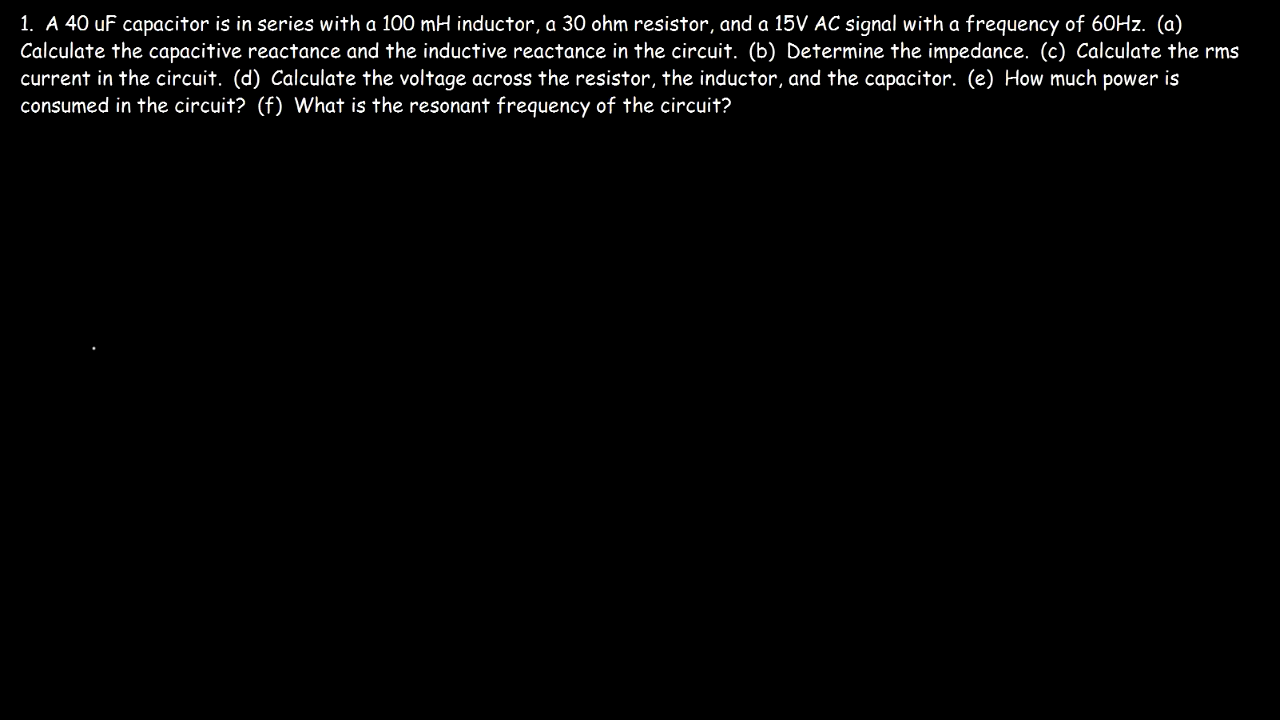 1. A 40 uF capacitor is in series with a 100 mH inductor, a 30 ohm resistor, and a 15V AC signal with a frequency of 60Hz. (a)
Calculate the capacitive reactance and the inductive reactance in the circuit. (b) Determine the impedance. (c) Calculate the rms
current in the circuit. (d) Calculate the voltage across the resistor, the inductor, and the capacitor. (e) How much power is
consumed in the circuit? (f) What is the resonant frequency of the circuit?